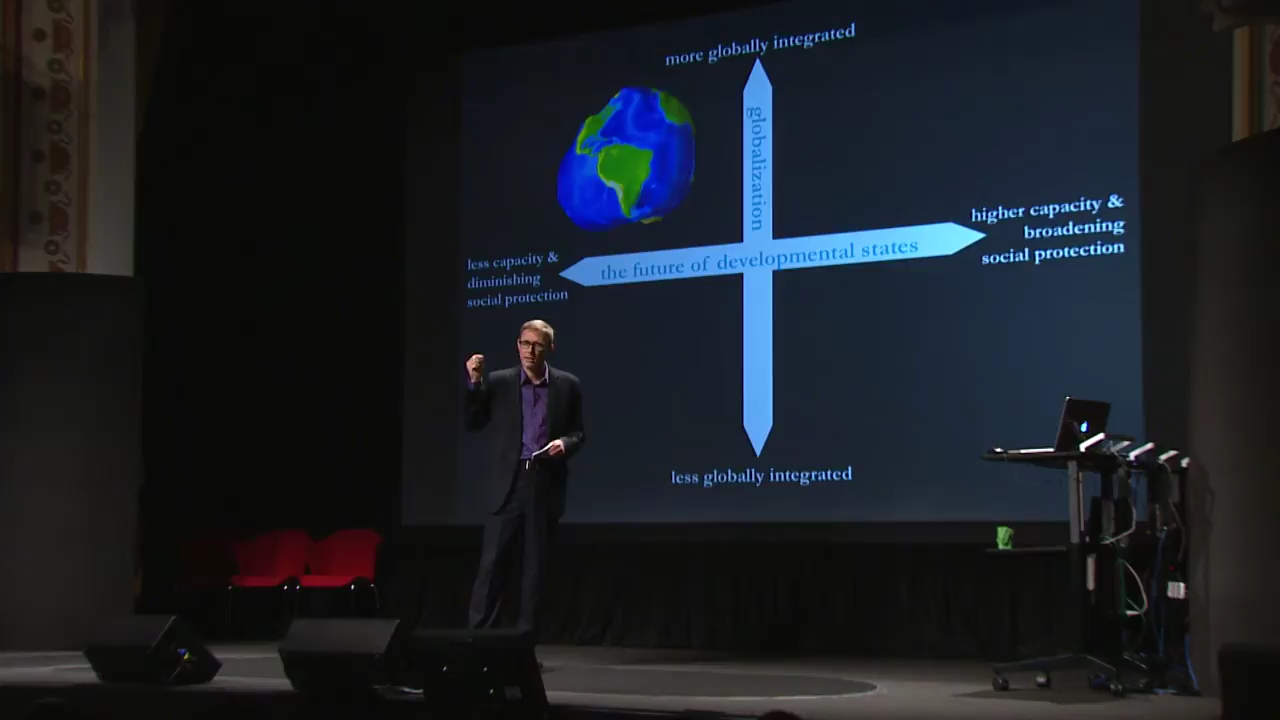 more globally integrated
globalization
higher capacity &
broadening
social protection
the future of developmental states
less capacity &
diminishing
social protection
less globally integrated